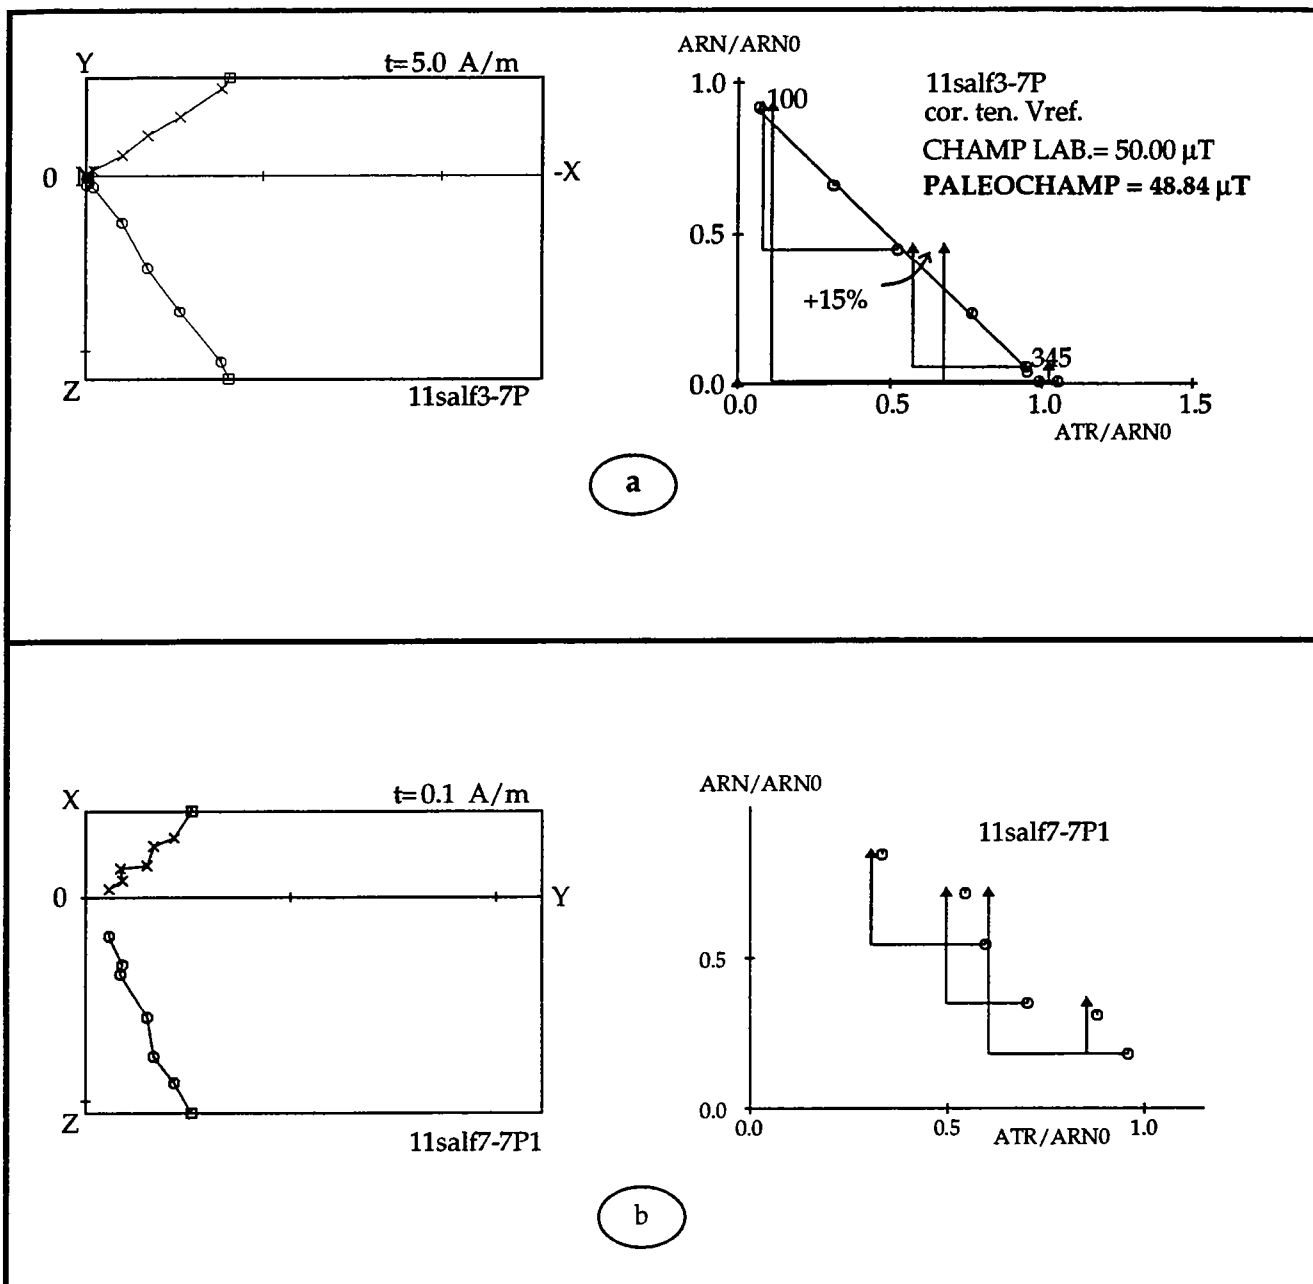 Y
t=5.0 A/m
0
-X
Z
11salf3-7P
ARN/ARN0
1.0
100
11salf3-7P
cor. ten. Vref.
CHAMP LAB.= 50.00 µT
PALEOCHAMP = 48.84 µT
0.5
+15%
345
0.0
0.0
0.5
1.0
1.5
ATR/ARN0
a
X
t=0.1 A/m
0
Y
Z
11salf7-7P1
ARN/ARN0
11salf7-7P1
0.5
0.0
0.0
0.5
1.0
ATR/ARN0
b